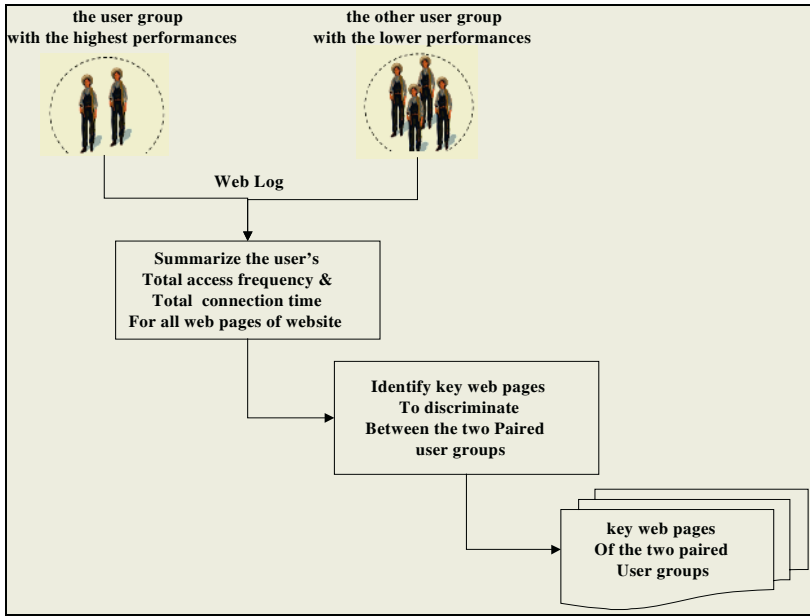 the user group
with the highest performances
the other user group
with the lower performances
Web Log
Summarize the user's
Total access frequency &
Total connection time
For all web pages of website
Identify key web pages
To discriminate
Between the two Paired
user groups
key web pages
Of the two paired
User groups